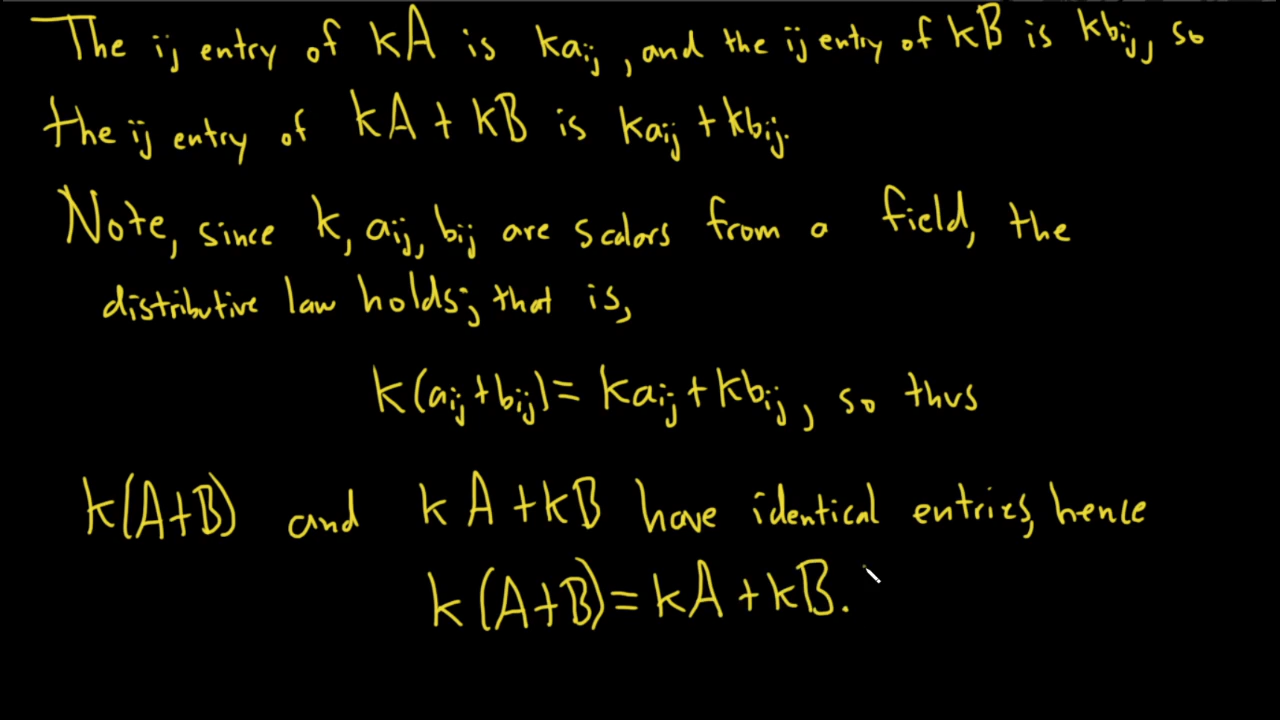 The ij entry of kA is kaij, and the ij entry of kB is kbij, so
the ij entry of kA + kB is kaij + kbij.
Note, since k, aij, bij are scalars from a field, the
distributive law holds; that is,
k(aij + bij) = kaij + kbij, so thus
k(A+B) and kA + kB have identical entries, hence
k(A+B) = kA + kB.